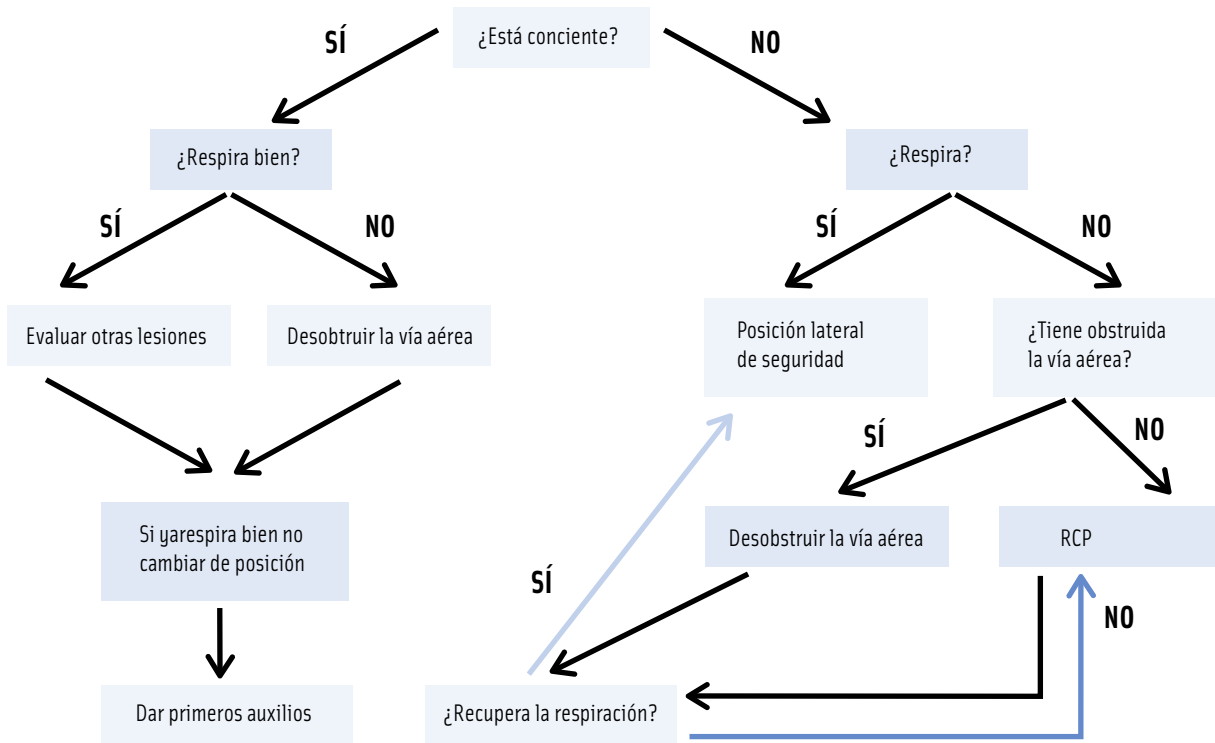 ¿Está conciente?
SÍ
NO
¿Respira bien?
¿Respira?
SÍ
NO
SÍ
NO
Evaluar otras lesiones
Desobtruir la vía aérea
Posición lateral
de seguridad
¿Tiene obstruida
la vía aérea?
SÍ
NO
Si yarespira bien no
cambiar de posición
Desobstruir la vía aérea
RCP
SÍ
NO
Dar primeros auxilios
¿Recupera la respiración?